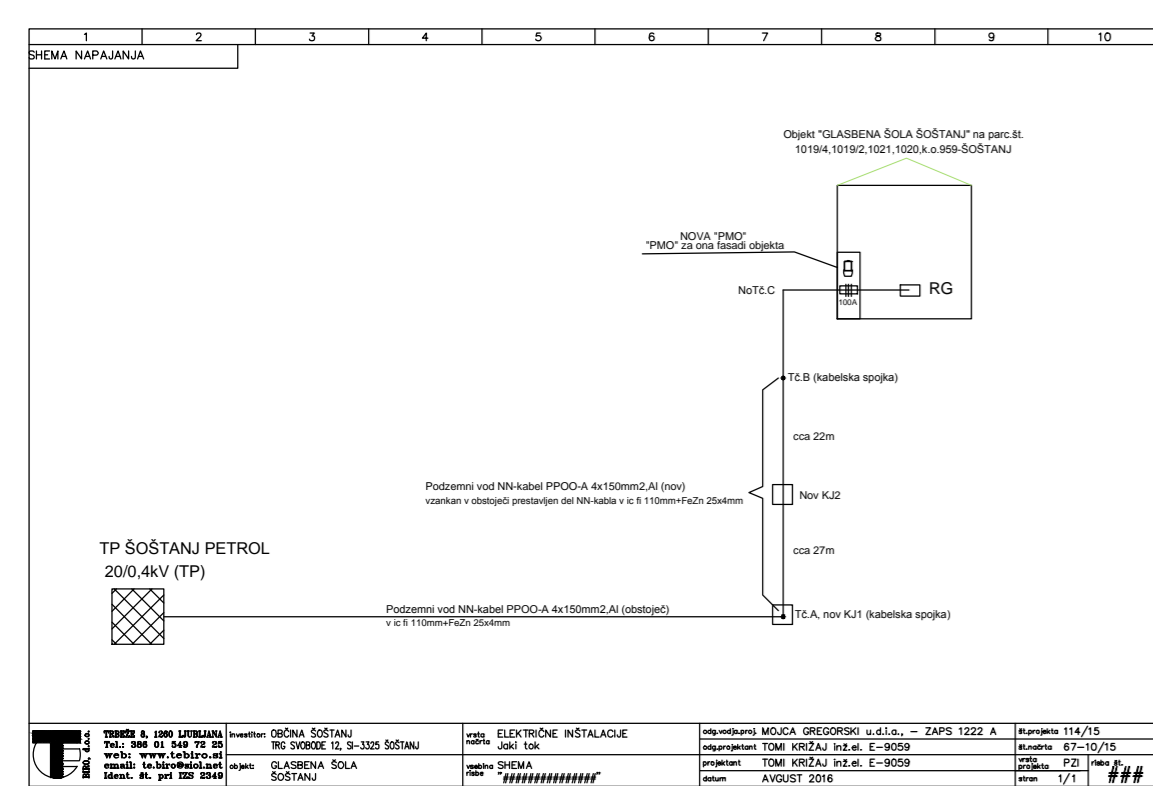 1 2 3 4 5 6 7 8 9 10
SHEMA NAPAJANJA
Objekt "GLASBENA ŠOLA ŠOŠTANJ" na parc.št.
1019/4,1019/2,1021,1020,k.o.959-ŠOŠTANJ
NOVA "PMO"
"PMO" za ona fasadi objekta
NoTč.C
100A
RG
Tč.B (kabelska spojka)
cca 22m
Podzemni vod NN-kabel PPOO-A 4x150mm2,Al (nov)
vzankan v obstoječi prestavljen del NN-kabla v ic fi 110mm+FeZn 25x4mm
Nov KJ2
cca 27m
TP ŠOŠTANJ PETROL
20/0,4kV (TP)
Podzemni vod NN-kabel PPOO-A 4x150mm2,Al (obstoječ)
v ic fi 110mm+FeZn 25x4mm
Tč.A, nov KJ1 (kabelska spojka)
BIRO, d.o.o.
TRBEŽE 8, 1260 LJUBLJANA
Tel.: 386 01 549 72 25
web: www.tebiro.si
email: te.biro@siol.net
Ident. št. pri IZS 2349
investitor: OBČINA ŠOŠTANJ
TRG SVOBODE 12, SI-3325 ŠOŠTANJ
objekt: GLASBENA ŠOLA
ŠOŠTANJ
vrsta načrta ELEKTRIČNE INŠTALACIJE
Jaki tok
vsebina risbe SHEMA
"##############"
odg.vodja.proj. MOJCA GREGORSKI u.d.i.a., – ZAPS 1222 A
odg.projektant TOMI KRIŽAJ inž.el. E-9059
projektant TOMI KRIŽAJ inž.el. E-9059
datum AVGUST 2016
št.projekta 114/15
št.načrta 67-10/15
vrsta projekta PZI
stran 1/1
risba št.
###